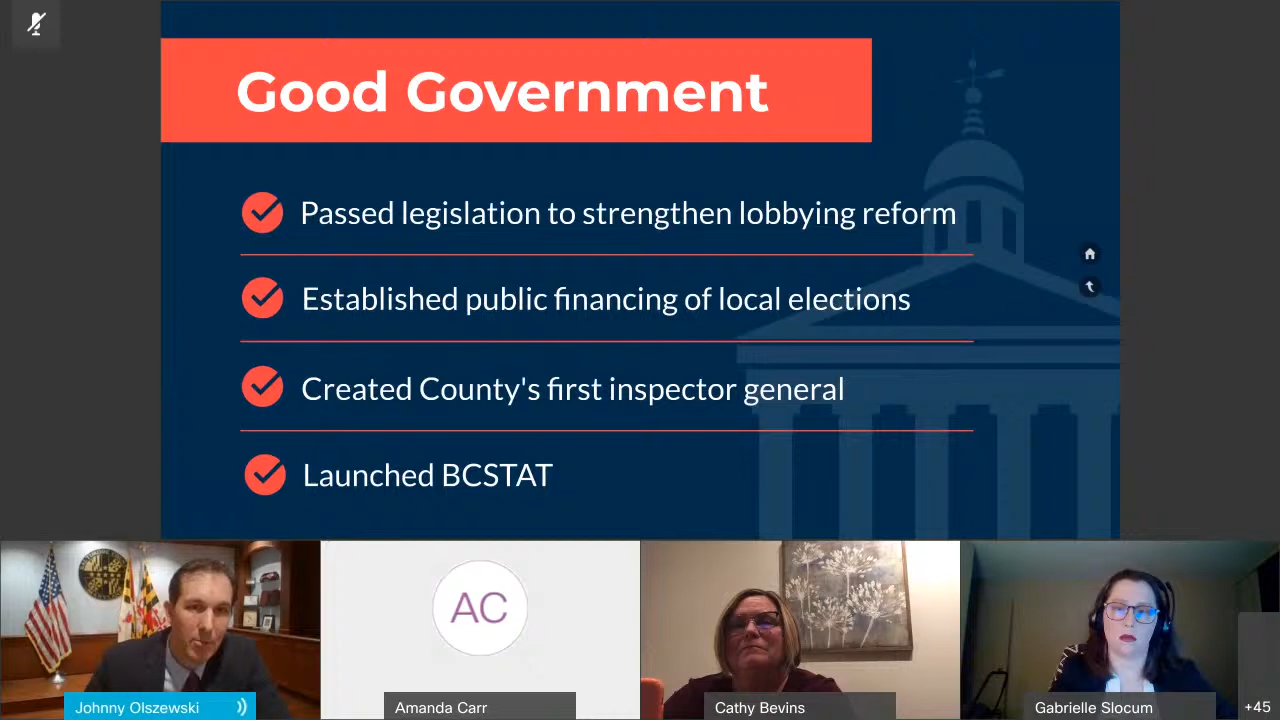 Good Government
Passed legislation to strengthen lobbying reform
Established public financing of local elections
Created County's first inspector general
Launched BCSTAT
AC
Johnny Olszewski
Amanda Carr
Cathy Bevins
Gabrielle Slocum
+45